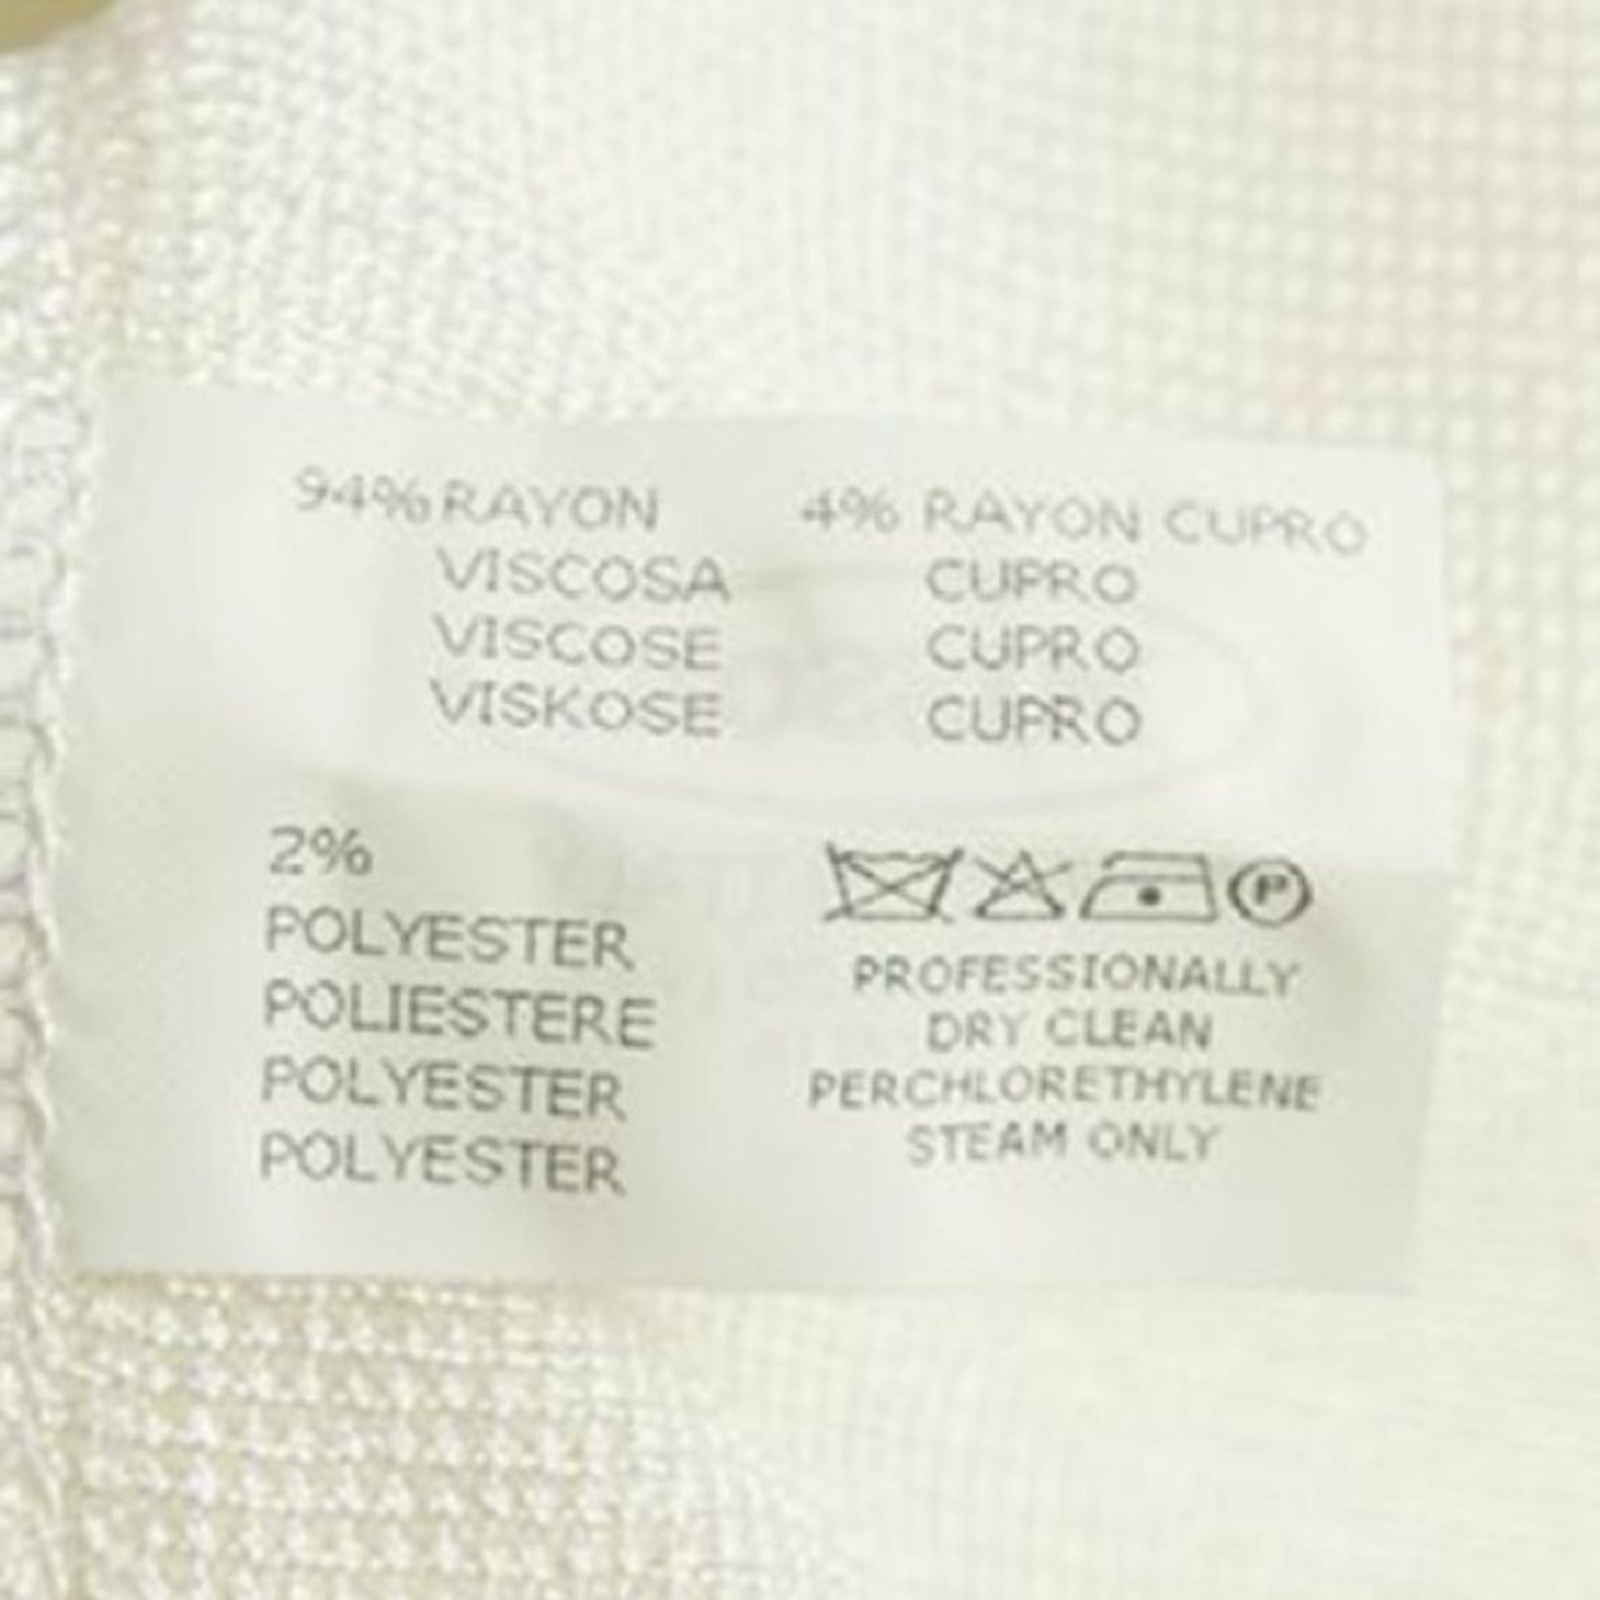 94% RAYON
VISCOSA
VISCOSE
VISKOSE
4% RAYON CUPRO
CUPRO
CUPRO
CUPRO
2%
POLYESTER
POLIESTERE
POLYESTER
POLYESTER
P
PROFESSIONALLY
DRY CLEAN
PERCHLORETHYLENE
STEAM ONLY